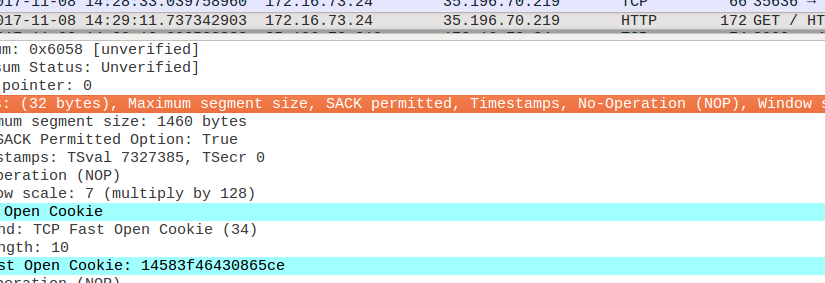 017-11-08 14:28:33.039758960 172.16.73.24 35.196.70.219 TCP 66 35636 →
017-11-08 14:29:11.737342903 172.16.73.24 35.196.70.219 HTTP 172 GET / HT
um: 0x6058 [unverified]
sum Status: Unverified]
pointer: 0
s: (32 bytes), Maximum segment size, SACK permitted, Timestamps, No-Operation (NOP), Window s
mum segment size: 1460 bytes
SACK Permitted Option: True
stamps: TSval 7327385, TSecr 0
peration (NOP)
ow scale: 7 (multiply by 128)
Open Cookie
nd: TCP Fast Open Cookie (34)
ngth: 10
st Open Cookie: 14583f46430865ce
peration (NOP)